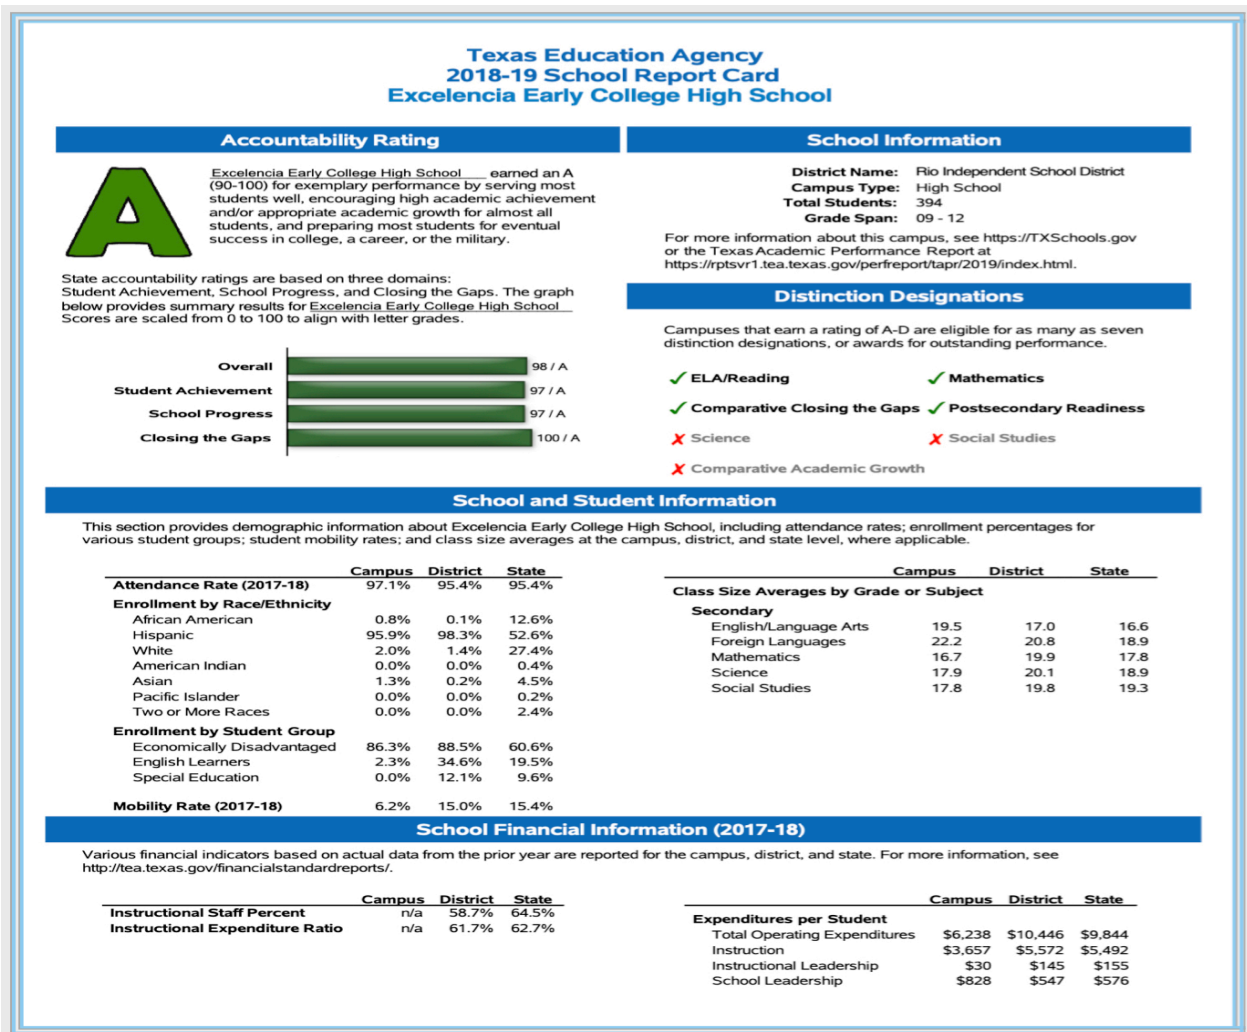 Texas Education Agency
2018-19 School Report Card
Excelencia Early College High School
Accountability Rating
A
Excelencia Early College High School earned an A
(90-100) for exemplary performance by serving most
students well, encouraging high academic achievement
and/or appropriate academic growth for almost all
students, and preparing most students for eventual
success in college, a career, or the military.
State accountability ratings are based on three domains:
Student Achievement, School Progress, and Closing the Gaps. The graph
below provides summary results for Excelencia Early College High School
Scores are scaled from 0 to 100 to align with letter grades.
Overall 98 / A
Student Achievement 97 / A
School Progress 97 / A
Closing the Gaps 100 / A
School Information
District Name: Rio Independent School District
Campus Type: High School
Total Students: 394
Grade Span: 09 - 12
For more information about this campus, see https://TXSchools.gov
or the Texas Academic Performance Report at
https://rptsvr1.tea.texas.gov/perfreport/tapr/2019/index.html.
Distinction Designations
Campuses that earn a rating of A-D are eligible for as many as seven
distinction designations, or awards for outstanding performance.
✓ ELA/Reading ✓ Mathematics
✓ Comparative Closing the Gaps ✓ Postsecondary Readiness
✗ Science ✗ Social Studies
✗ Comparative Academic Growth
School and Student Information
This section provides demographic information about Excelencia Early College High School, including attendance rates; enrollment percentages for
various student groups; student mobility rates; and class size averages at the campus, district, and state level, where applicable.
Campus District State
Attendance Rate (2017-18) 97.1% 95.4% 95.4%
Enrollment by Race/Ethnicity
African American 0.8% 0.1% 12.6%
Hispanic 95.9% 98.3% 52.6%
White 2.0% 1.4% 27.4%
American Indian 0.0% 0.0% 0.4%
Asian 1.3% 0.2% 4.5%
Pacific Islander 0.0% 0.0% 0.2%
Two or More Races 0.0% 0.0% 2.4%
Enrollment by Student Group
Economically Disadvantaged 86.3% 88.5% 60.6%
English Learners 2.3% 34.6% 19.5%
Special Education 0.0% 12.1% 9.6%
Mobility Rate (2017-18) 6.2% 15.0% 15.4%
Campus District State
Class Size Averages by Grade or Subject
Secondary
English/Language Arts 19.5 17.0 16.6
Foreign Languages 22.2 20.8 18.9
Mathematics 16.7 19.9 17.8
Science 17.9 20.1 18.9
Social Studies 17.8 19.8 19.3
School Financial Information (2017-18)
Various financial indicators based on actual data from the prior year are reported for the campus, district, and state. For more information, see
http://tea.texas.gov/financialstandardreports/.
Campus District State
Instructional Staff Percent n/a 58.7% 64.5%
Instructional Expenditure Ratio n/a 61.7% 62.7%
Campus District State
Expenditures per Student
Total Operating Expenditures $6,238 $10,446 $9,844
Instruction $3,657 $5,572 $5,492
Instructional Leadership $30 $145 $155
School Leadership $828 $547 $576